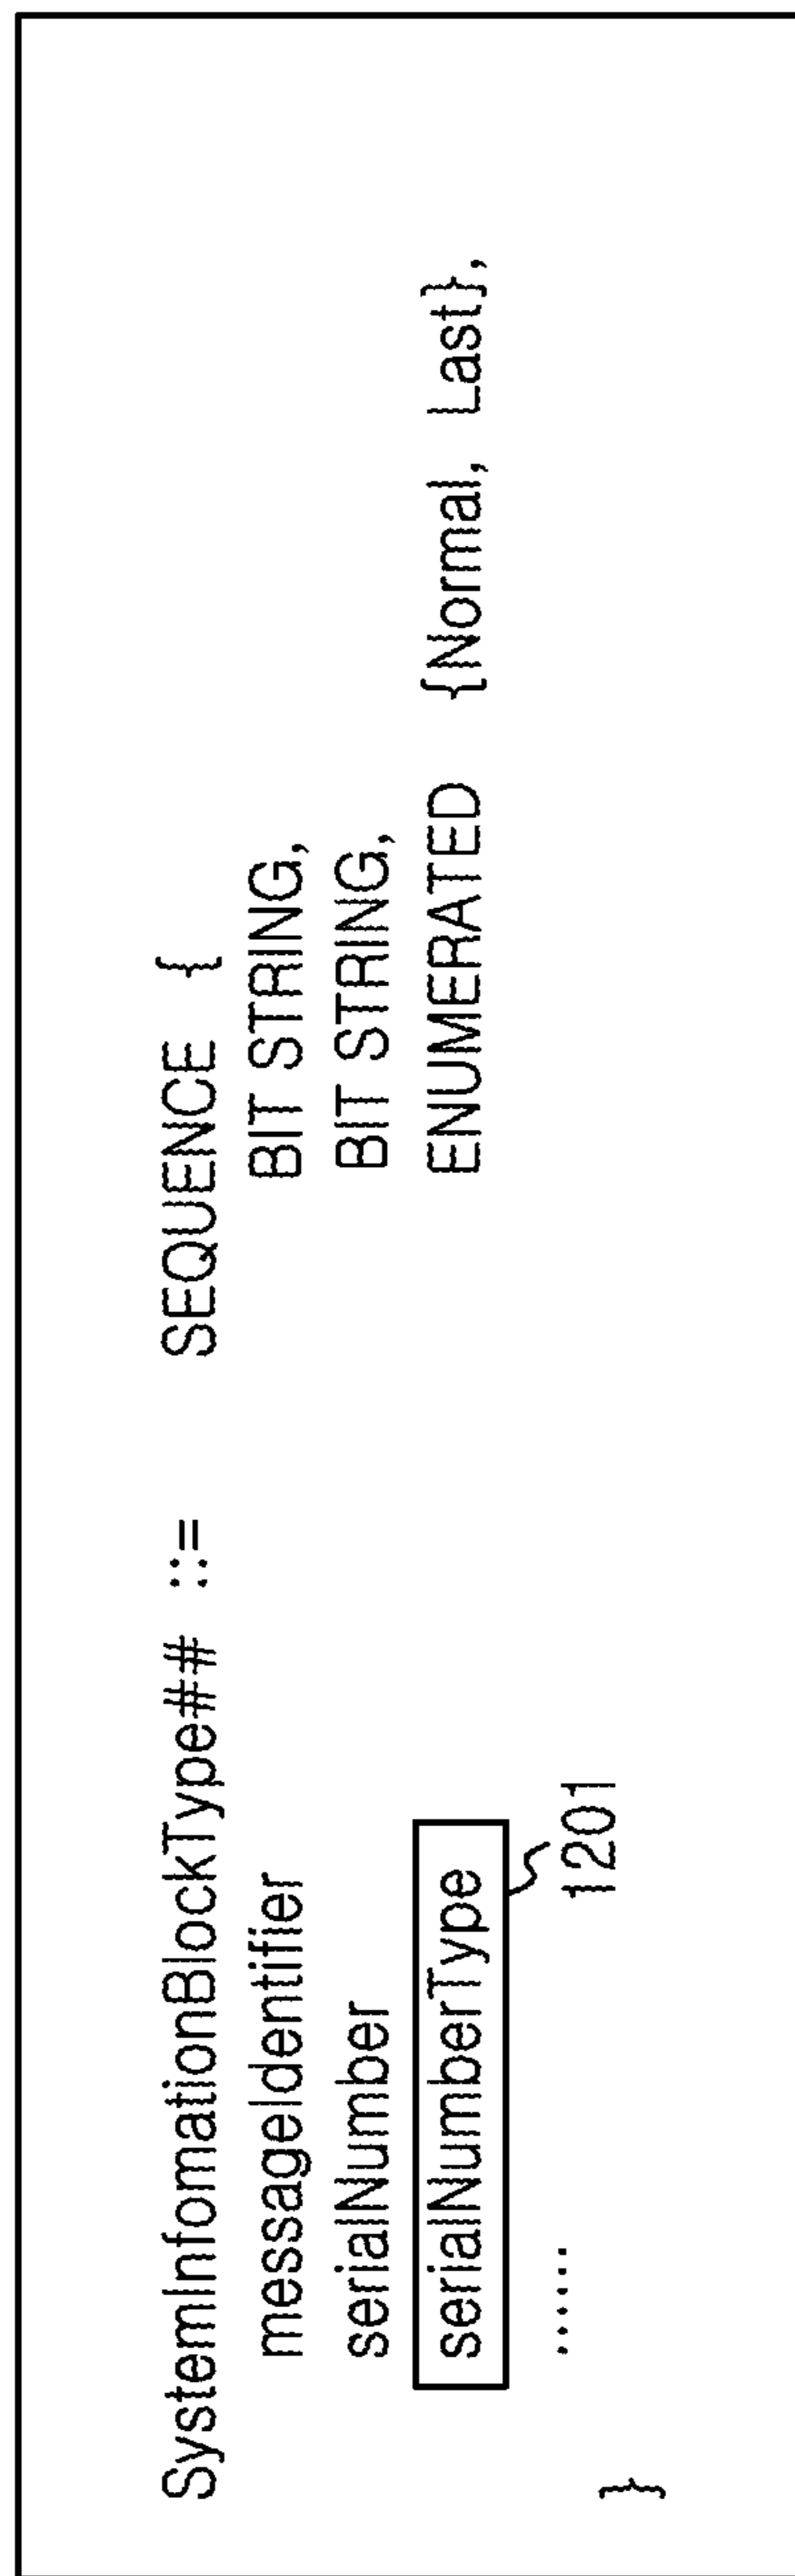 SystemInfomationBlockType## ::= SEQUENCE {
messageIdentifier BIT STRING,
serialNumber BIT STRING,
serialNumberType ENUMERATED {Normal, Last},
......
1201
}